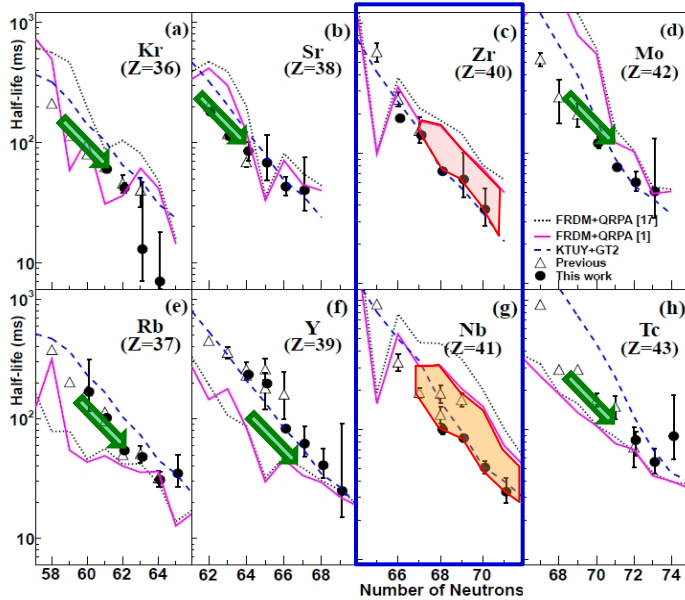 10³
10²
10
Half-life (ms)
(a)
Kr
(Z=36)
(b)
Sr
(Z=38)
(c)
Zr
(Z=40)
(d)
Mo
(Z=42)
FRDM+QRPA [17]
FRDM+QRPA [1]
KTUY+GT2
Previous
This work
10³
10²
10
Half-life (ms)
(e)
Rb
(Z=37)
(f)
Y
(Z=39)
(g)
Nb
(Z=41)
(h)
Tc
(Z=43)
58 60 62 64 62 64 66 68 66 68 70 68 70 72 74
Number of Neutrons